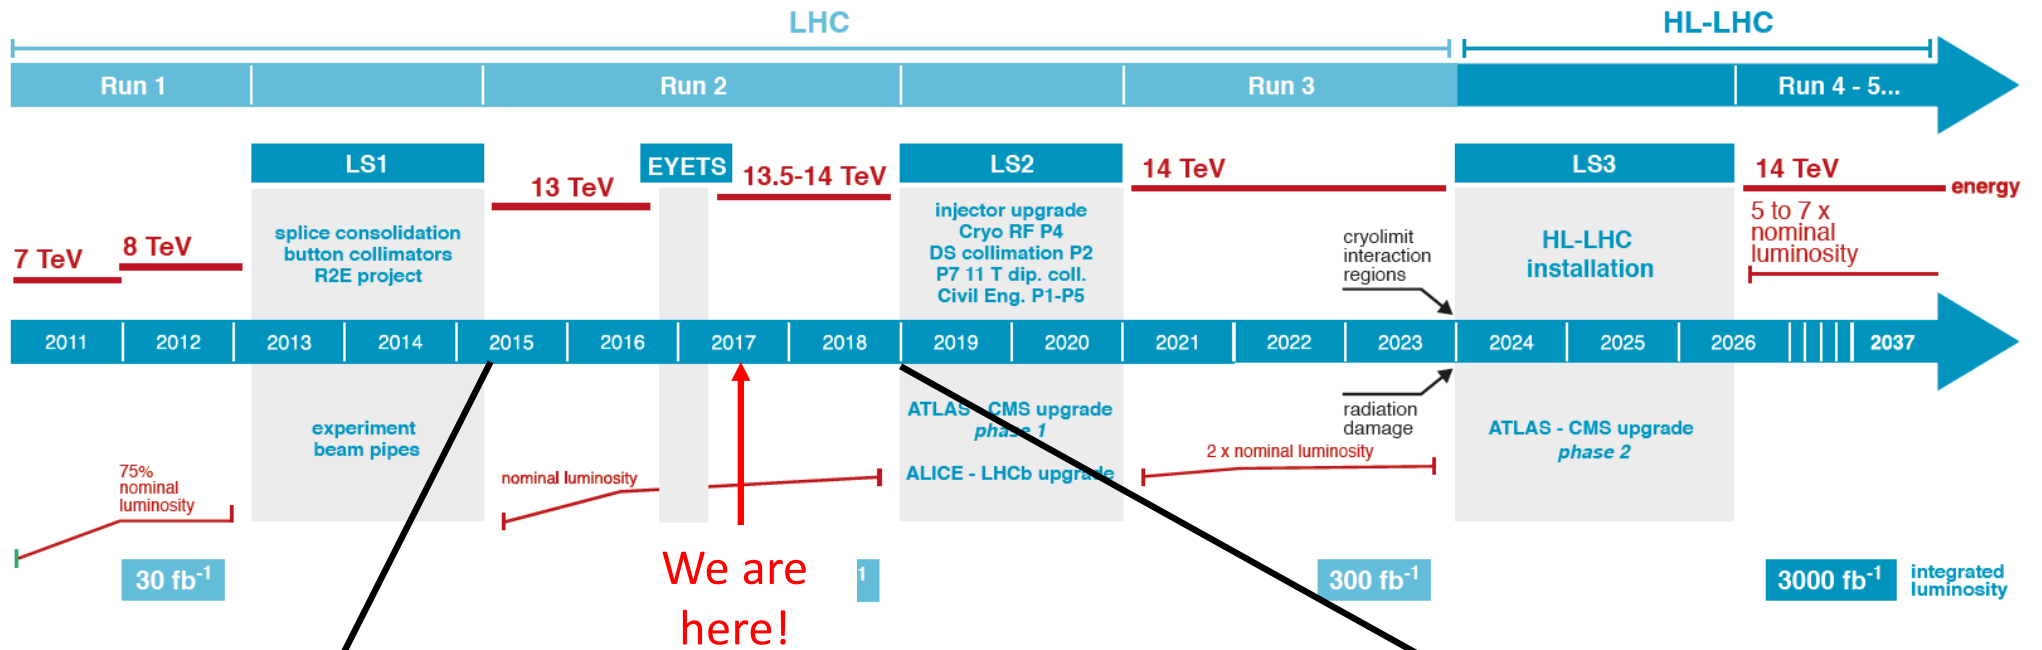 LHC
HL-LHC
Run 1
Run 2
Run 3
Run 4 - 5...
LS1
EYETS
LS2
LS3
7 TeV
8 TeV
13 TeV
13.5-14 TeV
14 TeV
14 TeV
energy
splice consolidation
button collimators
R2E project
injector upgrade
Cryo RF P4
DS collimation P2
P7 11 T dip. coll.
Civil Eng. P1-P5
cryolimit
interaction
regions
HL-LHC
installation
5 to 7 x
nominal
luminosity
2011
2012
2013
2014
2015
2016
2017
2018
2019
2020
2021
2022
2023
2024
2025
2026
2037
experiment
beam pipes
ATLAS - CMS upgrade
phase 1
ALICE - LHCb upgrade
radiation
damage
ATLAS - CMS upgrade
phase 2
75%
nominal
luminosity
nominal luminosity
2 x nominal luminosity
30 fb⁻¹
We are
here!
1
300 fb⁻¹
3000 fb⁻¹
integrated
luminosity